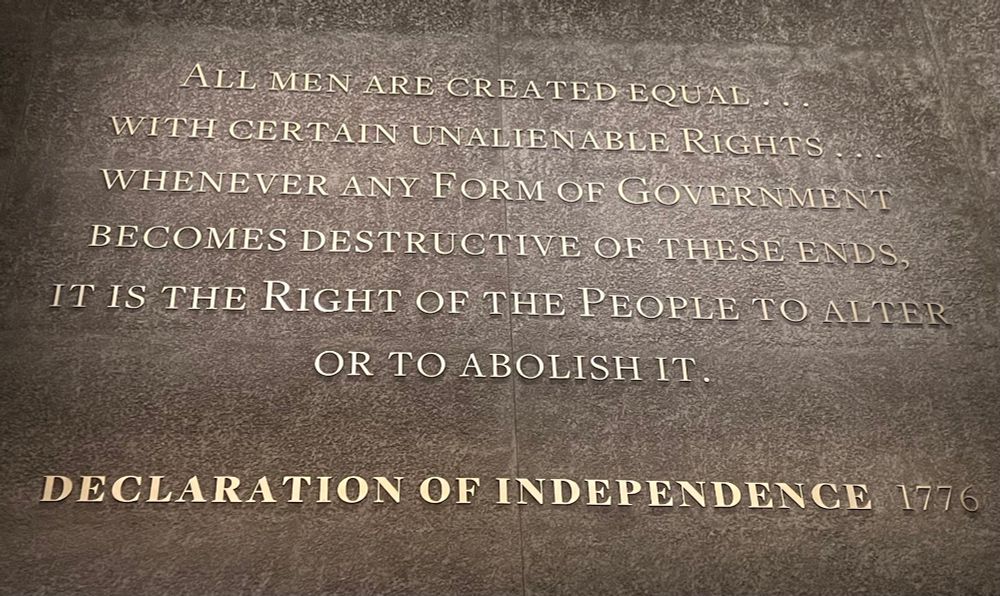 ALL MEN ARE CREATED EQUAL . . .
WITH CERTAIN UNALIENABLE RIGHTS . . .
WHENEVER ANY FORM OF GOVERNMENT
BECOMES DESTRUCTIVE OF THESE ENDS,
IT IS THE RIGHT OF THE PEOPLE TO ALTER
OR TO ABOLISH IT.
DECLARATION OF INDEPENDENCE 1776